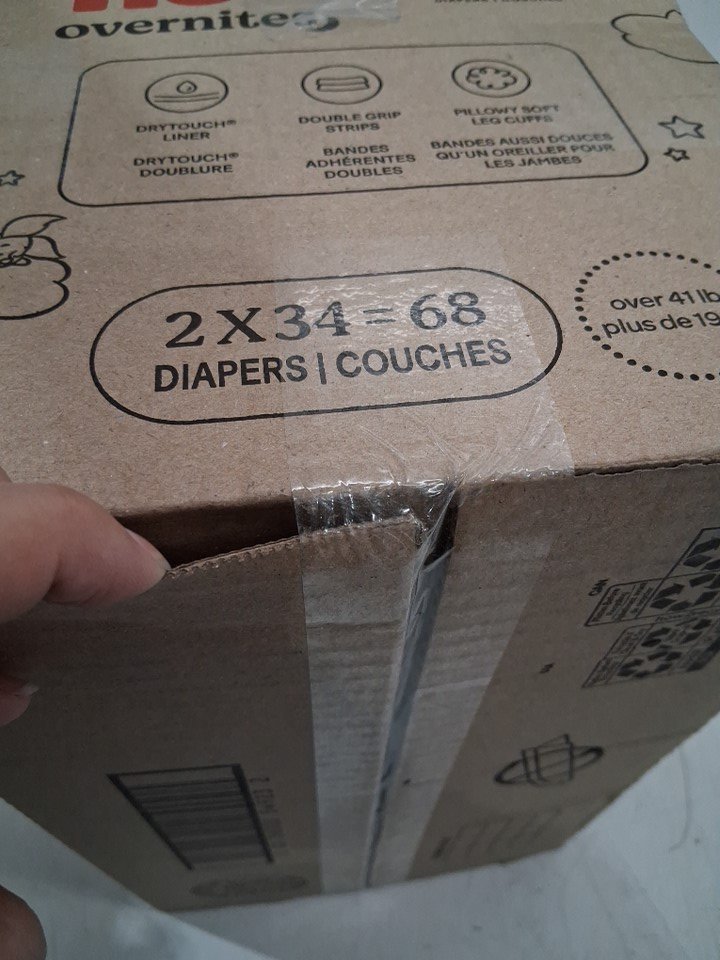 overnites
DRYTOUCH®
LINER
DRYTOUCH®
DOUBLURE
DOUBLE GRIP
STRIPS
BANDES
ADHÉRENTES
DOUBLES
PILLOWY SOFT
LEG CUFFS
BANDES AUSSI DOUCES
QU'UN OREILLER POUR
LES JAMBES
2 X 34 = 68
DIAPERS | COUCHES
over 41 lb
plus de 19